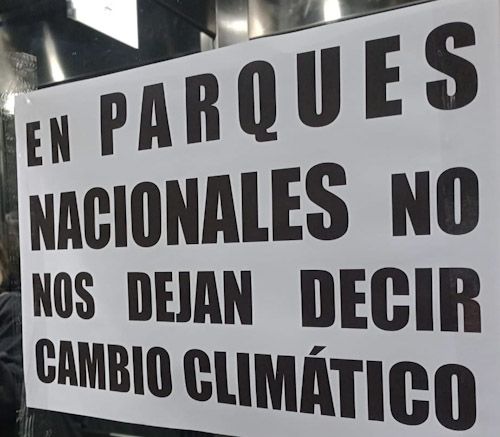 EN PARQUES
NACIONALES NO
NOS DEJAN DECIR
CAMBIO CLIMÁTICO